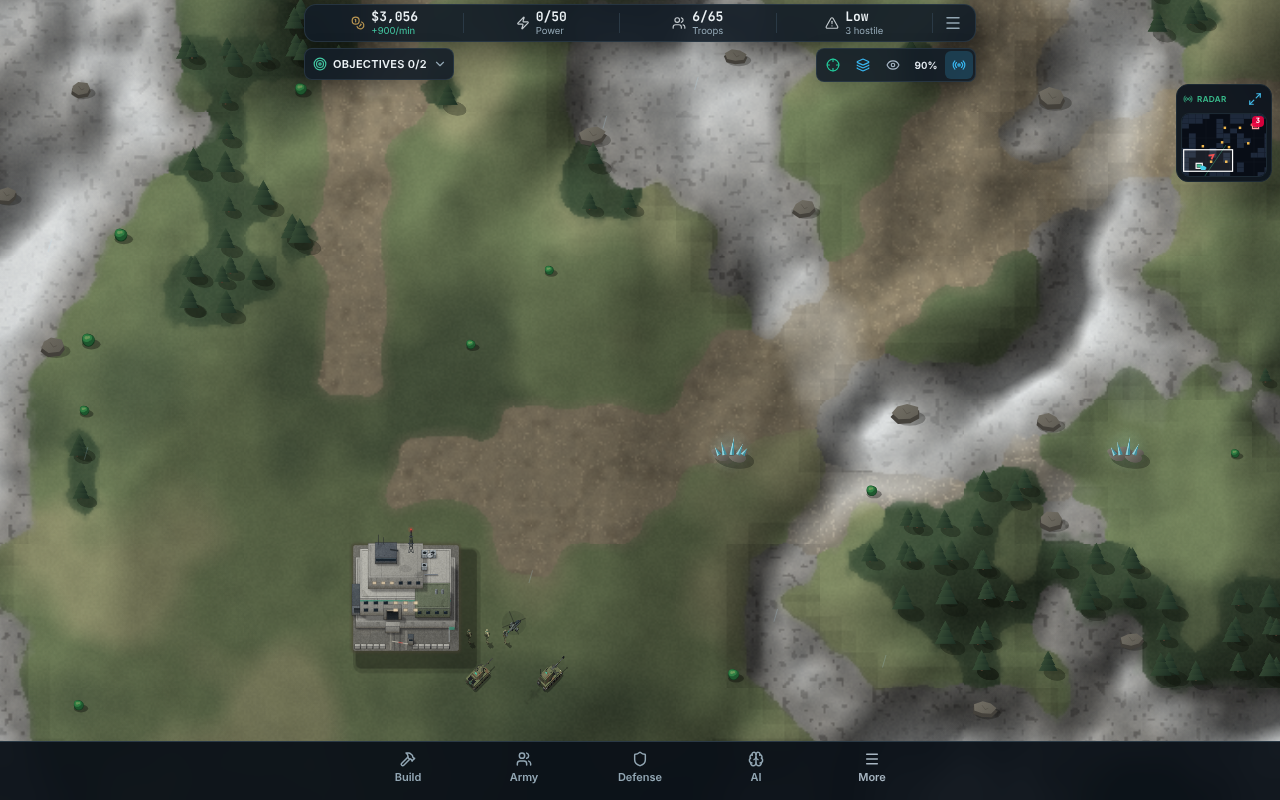 $3,056
+900/min
0/50
Power
6/65
Troops
Low
3 hostile
OBJECTIVES 0/2
90%
RADAR
3
Build
Army
Defense
AI
More